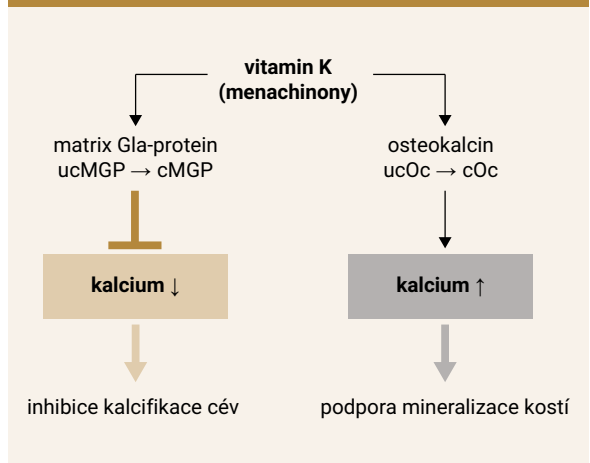 vitamin K
(menachinony)
matrix Gla-protein
ucMGP → cMGP
osteokalcin
ucOc → cOc
kalcium ↓
kalcium ↑
inhibice kalcifikace cév
podpora mineralizace kostí